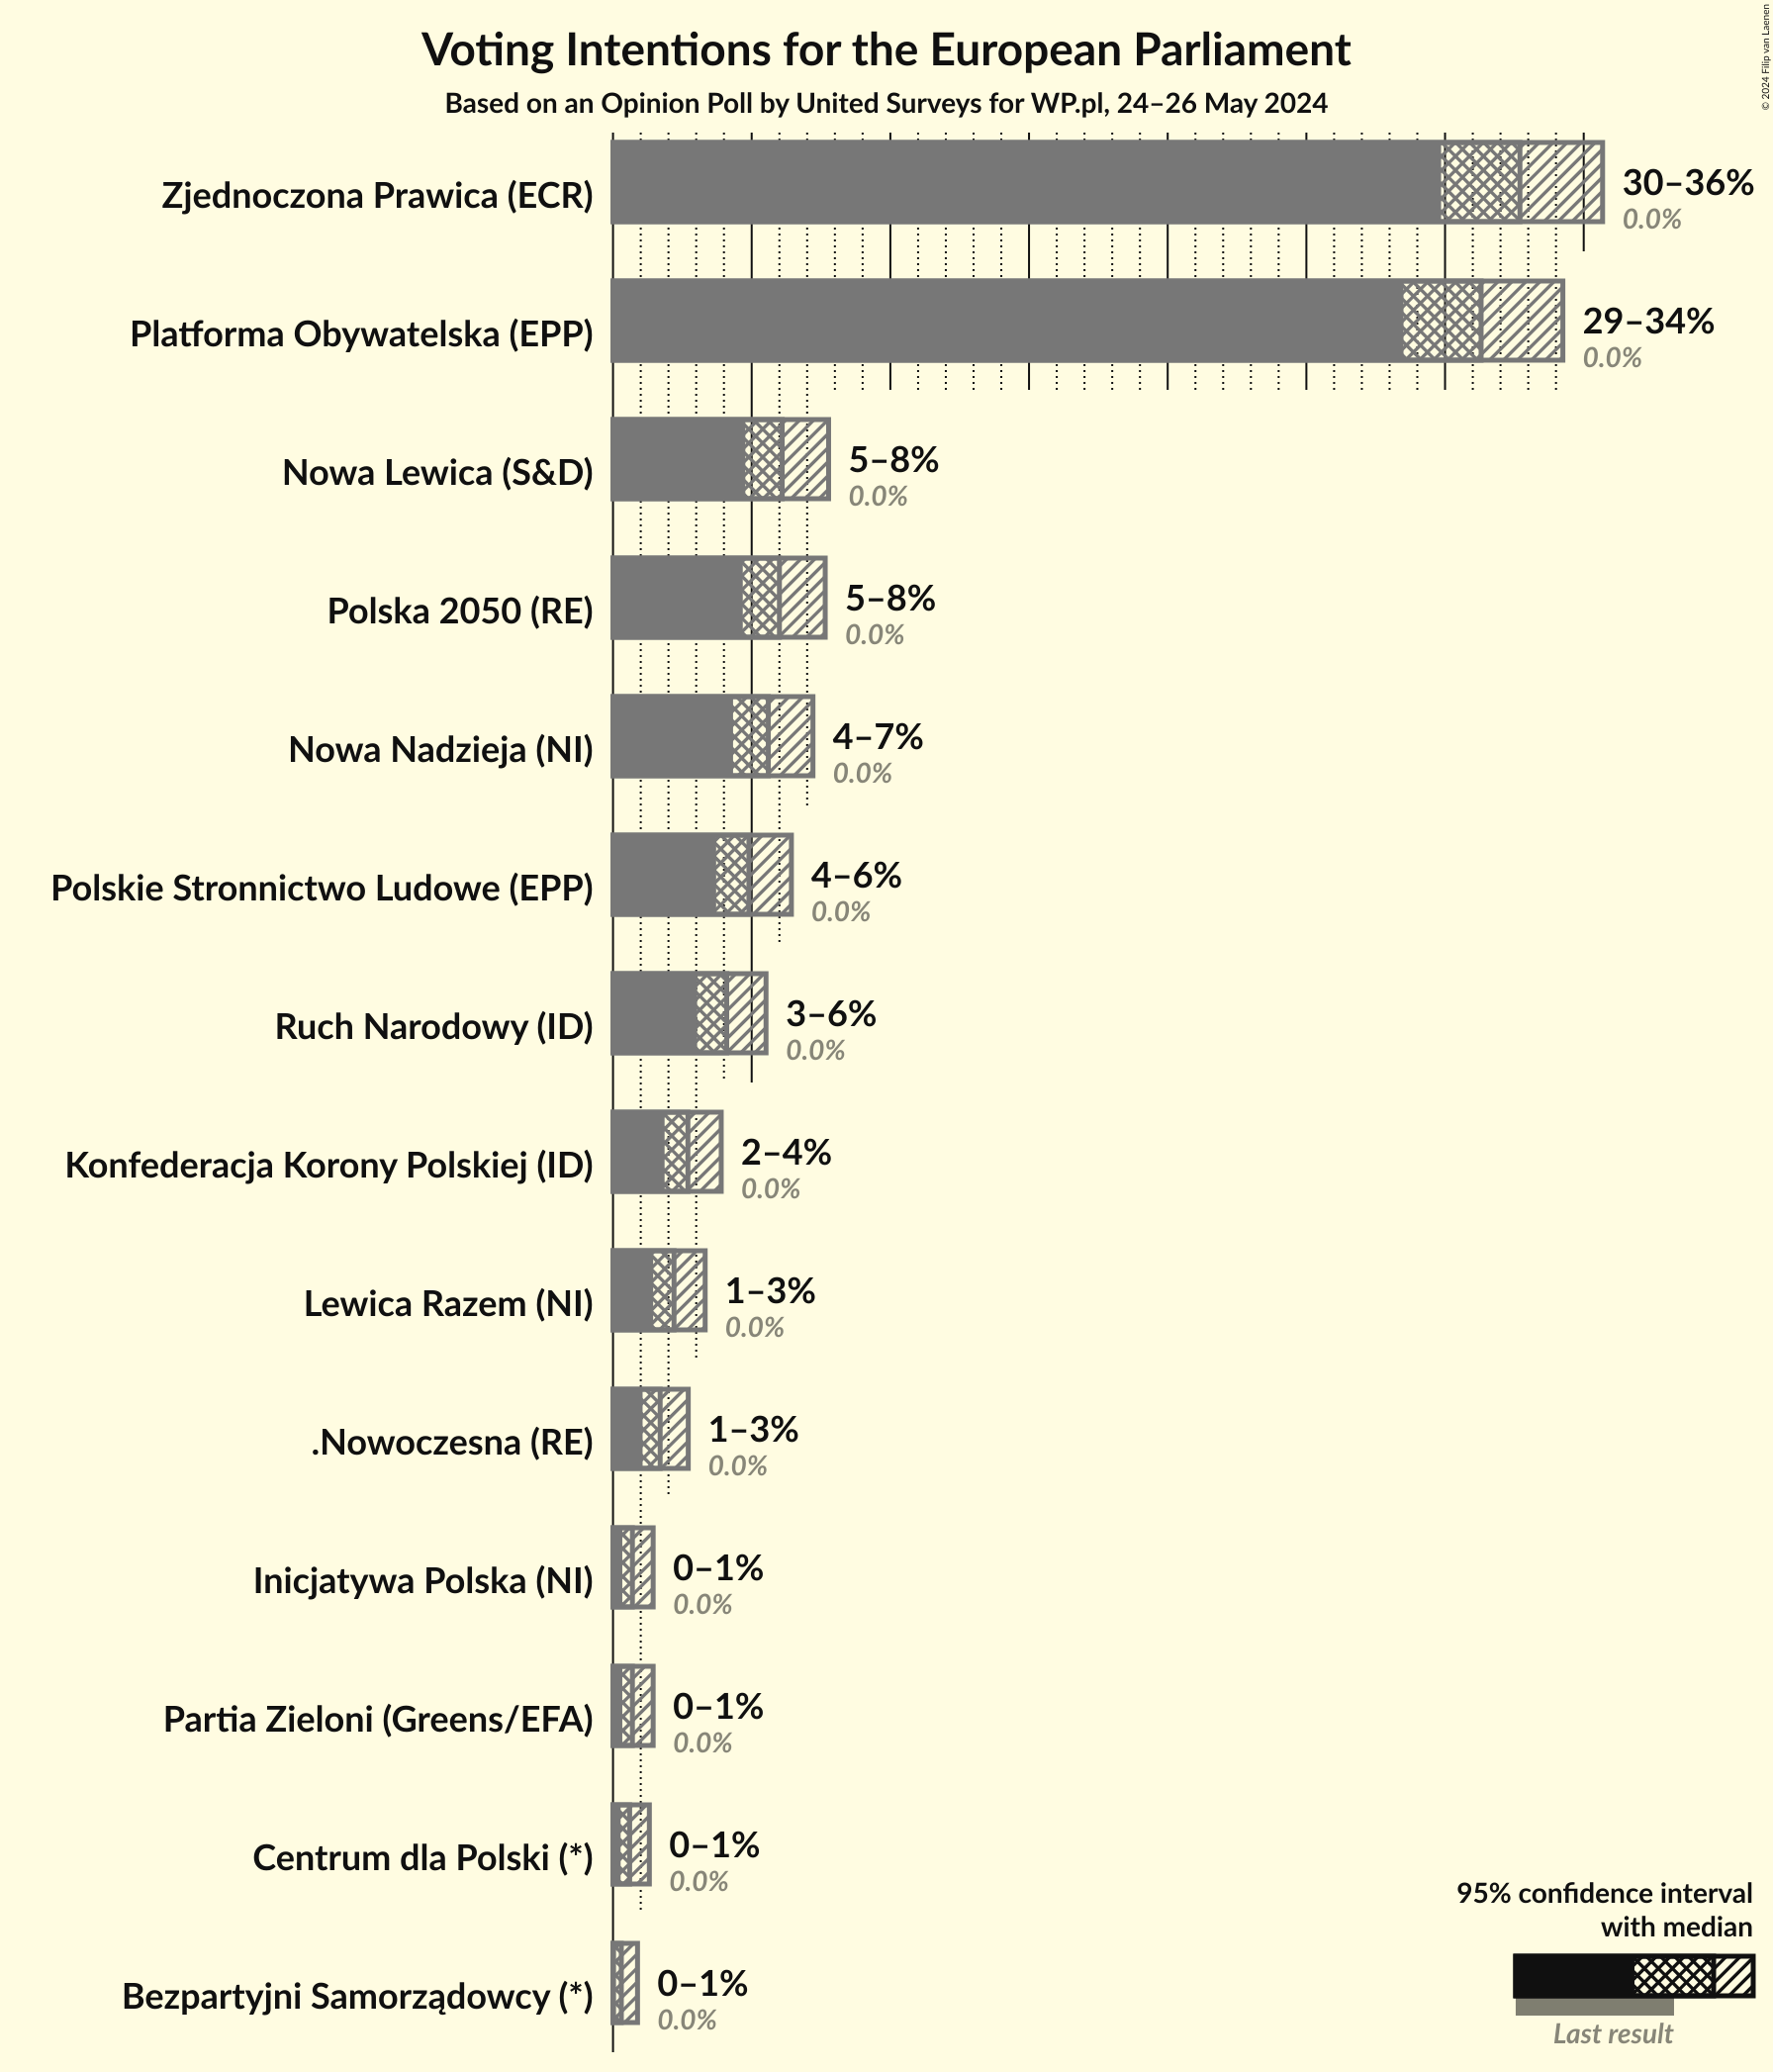 © 2024 Filip van Laenen
Voting Intentions for the European Parliament
Based on an Opinion Poll by United Surveys for WP.pl, 24–26 May 2024
Zjednoczona Prawica (ECR)
30–36%
0.0%
Platforma Obywatelska (EPP)
29–34%
0.0%
Nowa Lewica (S&D)
5–8%
0.0%
Polska 2050 (RE)
5–8%
0.0%
Nowa Nadzieja (NI)
4–7%
0.0%
Polskie Stronnictwo Ludowe (EPP)
4–6%
0.0%
Ruch Narodowy (ID)
3–6%
0.0%
Konfederacja Korony Polskiej (ID)
2–4%
0.0%
Lewica Razem (NI)
1–3%
0.0%
.Nowoczesna (RE)
1–3%
0.0%
Inicjatywa Polska (NI)
0–1%
0.0%
Partia Zieloni (Greens/EFA)
0–1%
0.0%
Centrum dla Polski (*)
0–1%
0.0%
Bezpartyjni Samorządowcy (*)
0–1%
0.0%
95% confidence interval
with median
Last result